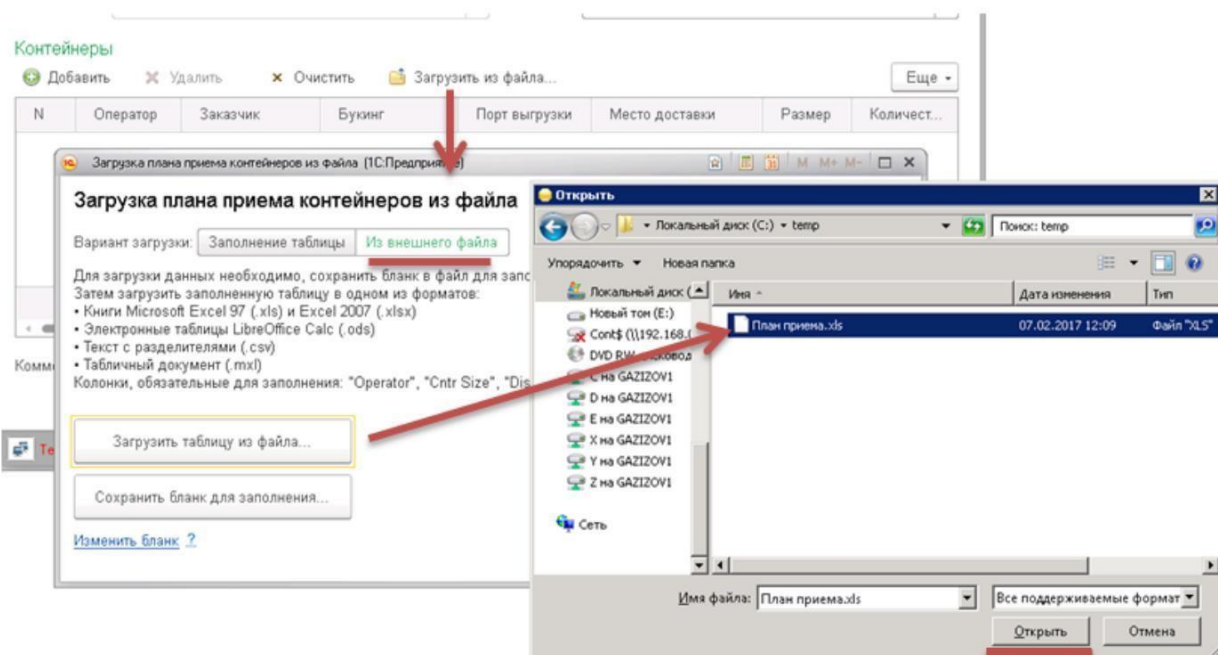 Контейнеры
Добавить Удалить Очистить Загрузить из файла... Еще
N Оператор Заказчик Букинг Порт выгрузки Место доставки Размер Количест...
Загрузка плана приема контейнеров из файла (1С:Предприятие) M M+ M-
Загрузка плана приема контейнеров из файла
Вариант загрузки: Заполнение таблицы Из внешнего файла
Для загрузки данных необходимо, сохранить бланк в файл для запо
Затем загрузить заполненную таблицу в одном из форматов:
• Книги Microsoft Excel 97 (.xls) и Excel 2007 (.xlsx)
• Электронные таблицы LibreOffice Calc (.ods)
• Текст с разделителями (.csv)
• Табличный документ (.mxl)
Колонки, обязательные для заполнения: "Operator", "Cntr Size", "Dis
Комм
Те
Загрузить таблицу из файла...
Сохранить бланк для заполнения...
Изменить бланк ?
Открыть
Локальный диск (C:) temp Поиск: temp
Упорядочить Новая папка
Локальный диск (
Новый том (E:)
Cont$ (\\192.168.(
DVD RW
C на GAZIZOV1
D на GAZIZOV1
E на GAZIZOV1
X на GAZIZOV1
Y на GAZIZOV1
Z на GAZIZOV1
Сеть
Имя Дата изменения Тип
План приема.xls 07.02.2017 12:09 Файл "XLS"
Имя файла: План приема.xls Все поддерживаемые формат
Открыть Отмена